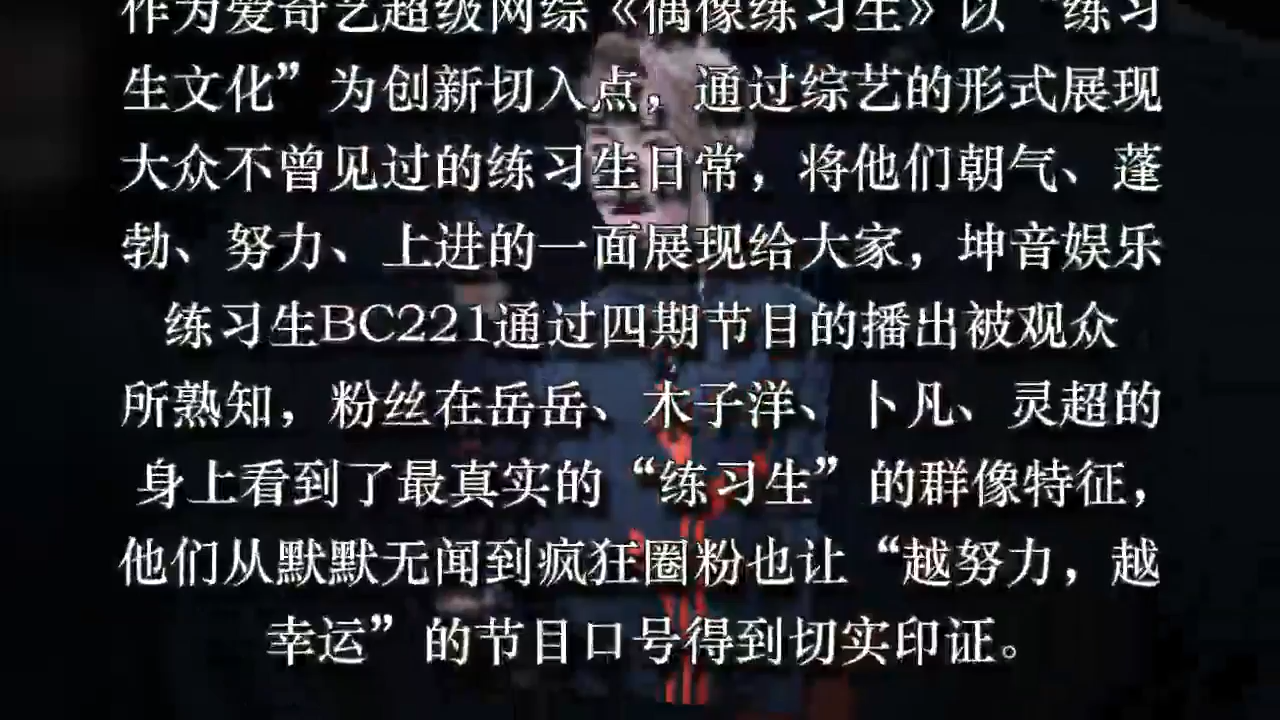 作为爱奇艺超级网综《偶像练习生》以“练习
生文化”为创新切入点，通过综艺的形式展现
大众不曾见过的练习生日常，将他们朝气、蓬
勃、努力、上进的一面展现给大家，坤音娱乐
练习生BC221通过四期节目的播出被观众
所熟知，粉丝在岳岳、木子洋、卜凡、灵超的
身上看到了最真实的“练习生”的群像特征，
他们从默默无闻到疯狂圈粉也让“越努力，越
幸运”的节目口号得到切实印证。